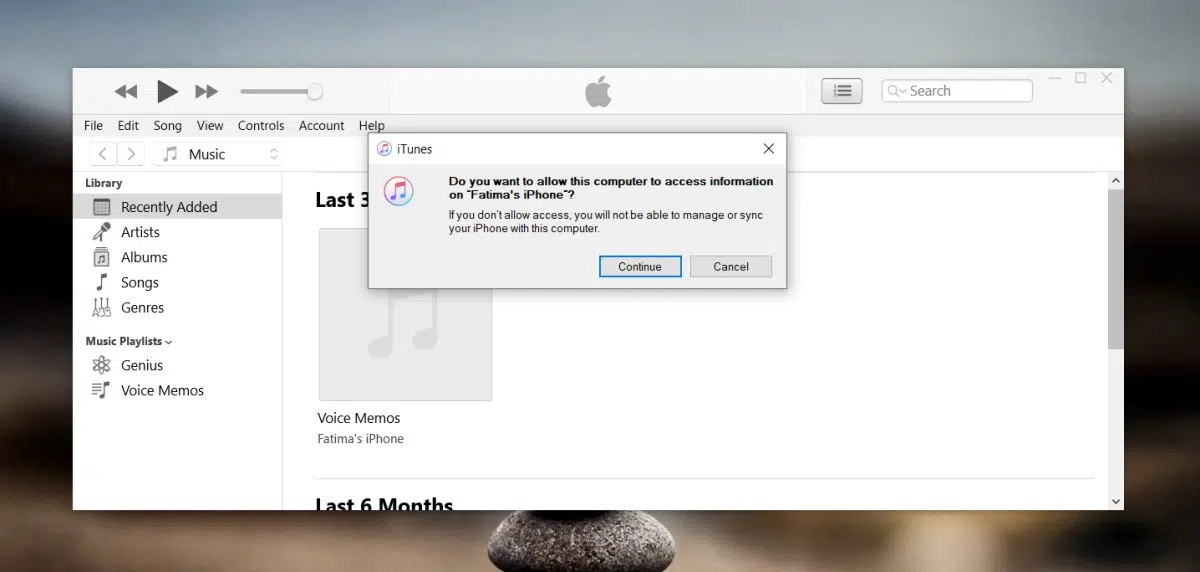 Search
File Edit Song View Controls Account Help
Music
iTunes
Do you want to allow this computer to access information
on “Fatima's iPhone”?
If you don't allow access, you will not be able to manage or sync
your iPhone with this computer.
Continue Cancel
Library
Recently Added
Artists
Albums
Songs
Genres
Music Playlists
Genius
Voice Memos
Last 3
Voice Memos
Fatima's iPhone
Last 6 Months